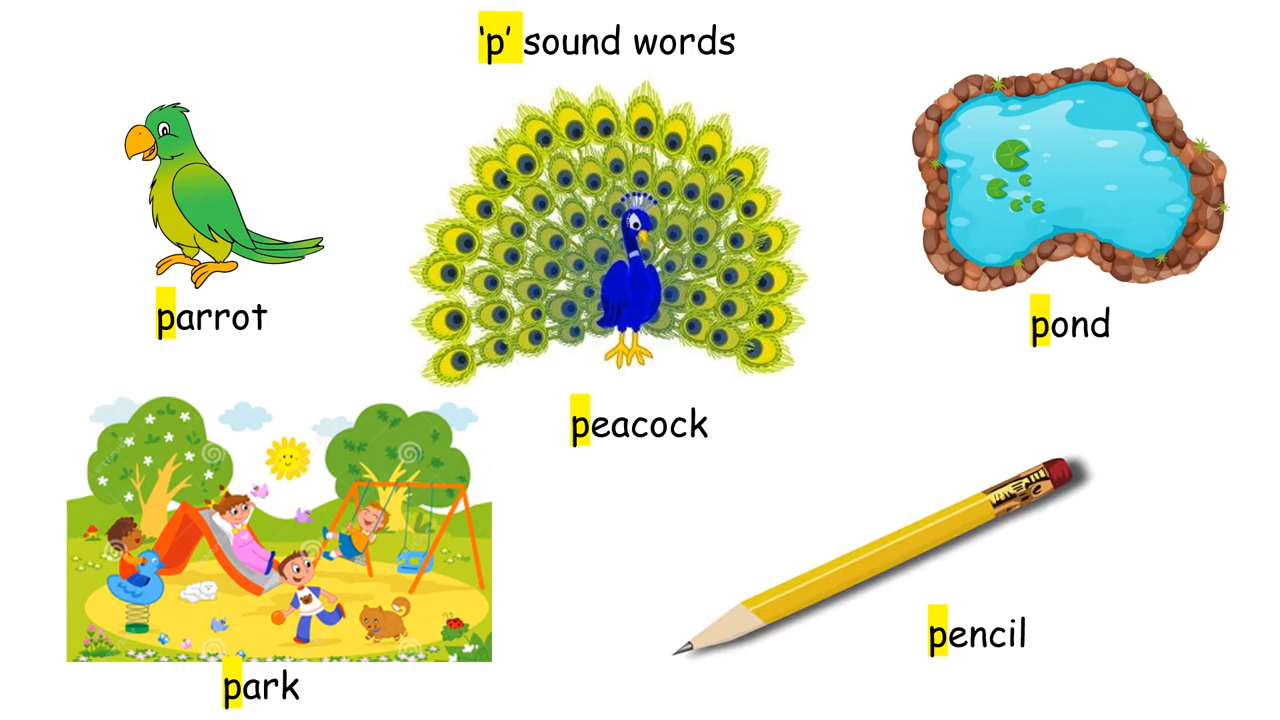 'p' sound words
parrot
peacock
pond
park
pencil